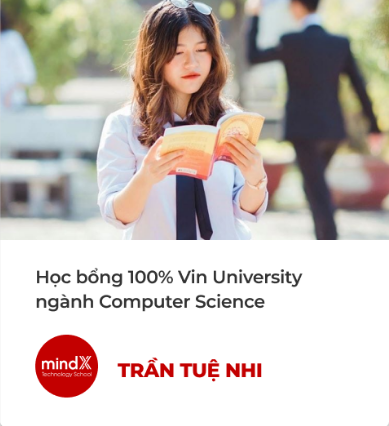 Học bổng 100% Vin University
ngành Computer Science
mindX
Technology School
TRẦN TUỆ NHI